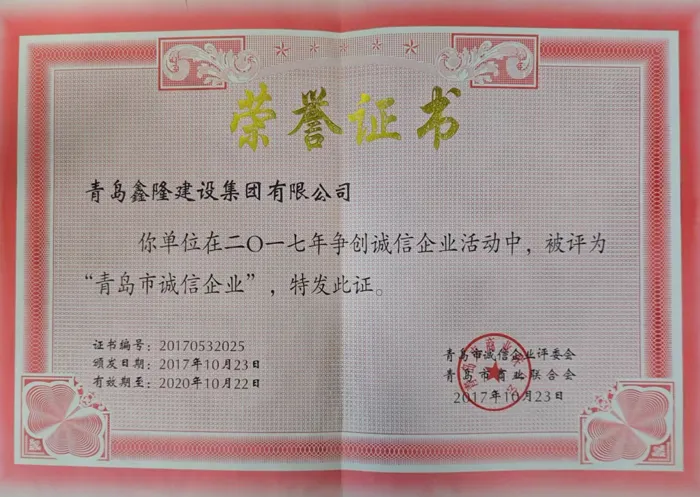 荣誉证书
青岛鑫隆建设集团有限公司
你单位在二〇一七年争创诚信企业活动中，被评为
“青岛市诚信企业”，特发此证。
证书编号：20170532025
颁发日期：2017年10月23日
有效期至：2020年10月22日
青岛市诚信企业评委会
青岛市商业联合会
2017年10月23日